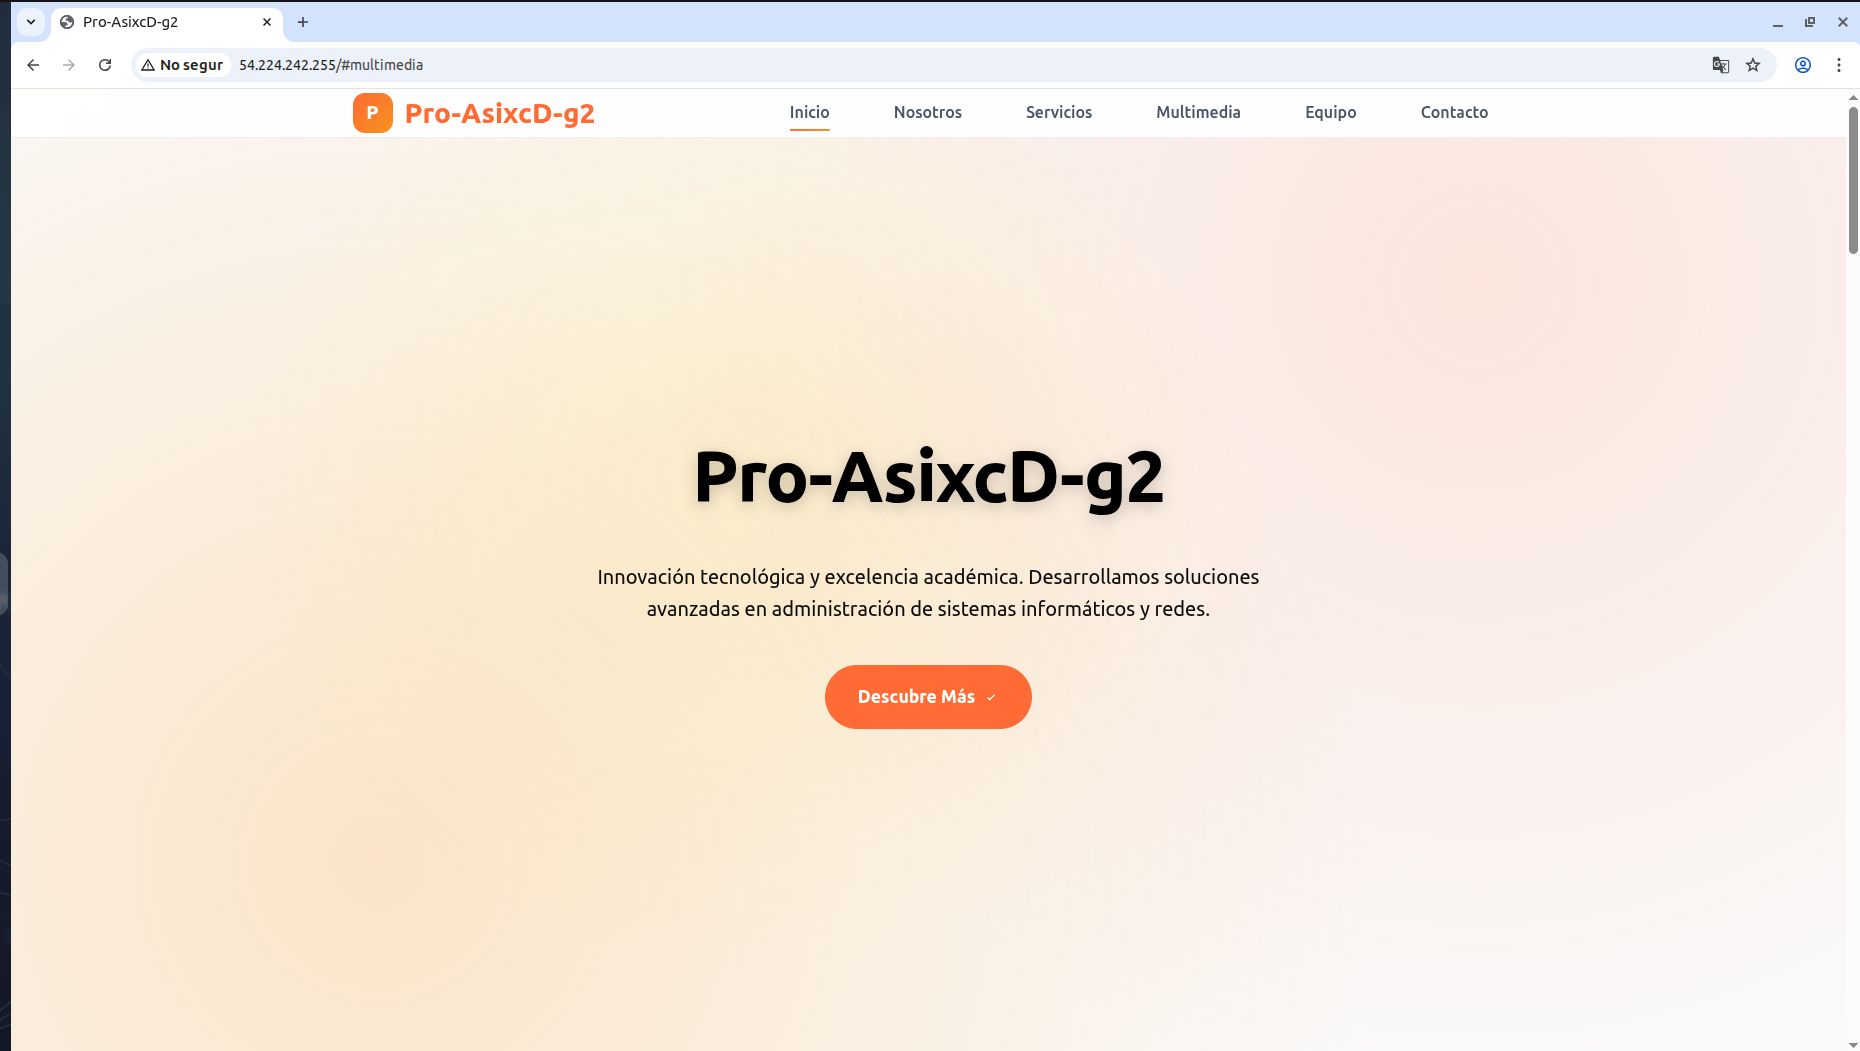 Pro-AsixcD-g2
No segur
54.224.242.255/#multimedia
P
Pro-AsixcD-g2
Inicio
Nosotros
Servicios
Multimedia
Equipo
Contacto
Pro-AsixcD-g2
Innovación tecnológica y excelencia académica. Desarrollamos soluciones
avanzadas en administración de sistemas informáticos y redes.
Descubre Más